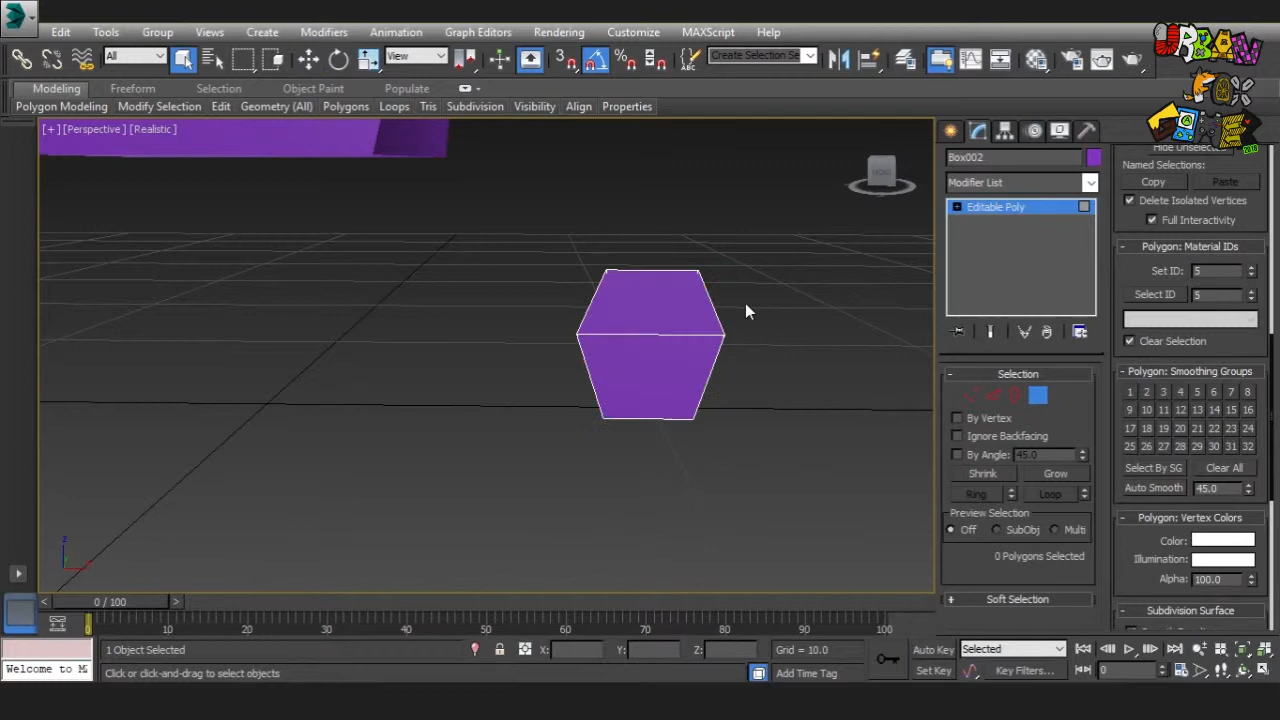 Edit Tools Group Views Create Modifiers Animation Graph Editors Rendering Customize MAXScript Help
All View Create Selection Se
Modeling Freeform Selection Object Paint Populate
Polygon Modeling Modify Selection Edit Geometry (All) Polygons Loops Tris Subdivision Visibility Align Properties
[+] [Perspective] [Realistic]
Box002
Modifier List
Editable Poly
Selection
By Vertex
Ignore Backfacing
By Angle: 45.0
Shrink Grow
Ring Loop
Preview Selection
Off SubObj Multi
0 Polygons Selected
Soft Selection
Hide Unselected
Named Selections:
Copy Paste
Delete Isolated Vertices
Full Interactivity
Polygon: Material IDs
Set ID: 5
Select ID 5
Clear Selection
Polygon: Smoothing Groups
1 2 3 4 5 6 7 8
9 10 11 12 13 14 15 16
17 18 19 20 21 22 23 24
25 26 27 28 29 30 31 32
Select By SG Clear All
Auto Smooth 45.0
Polygon: Vertex Colors
Color:
Illumination:
Alpha: 100.0
Subdivision Surface
z
0 / 100
0 10 20 30 40 50 60 70 80 90 100
1 Object Selected X: Y: Z: Grid = 10.0 Auto Key Selected
Welcome to M Click or click-and-drag to select objects Add Time Tag Set Key Key Filters... 0